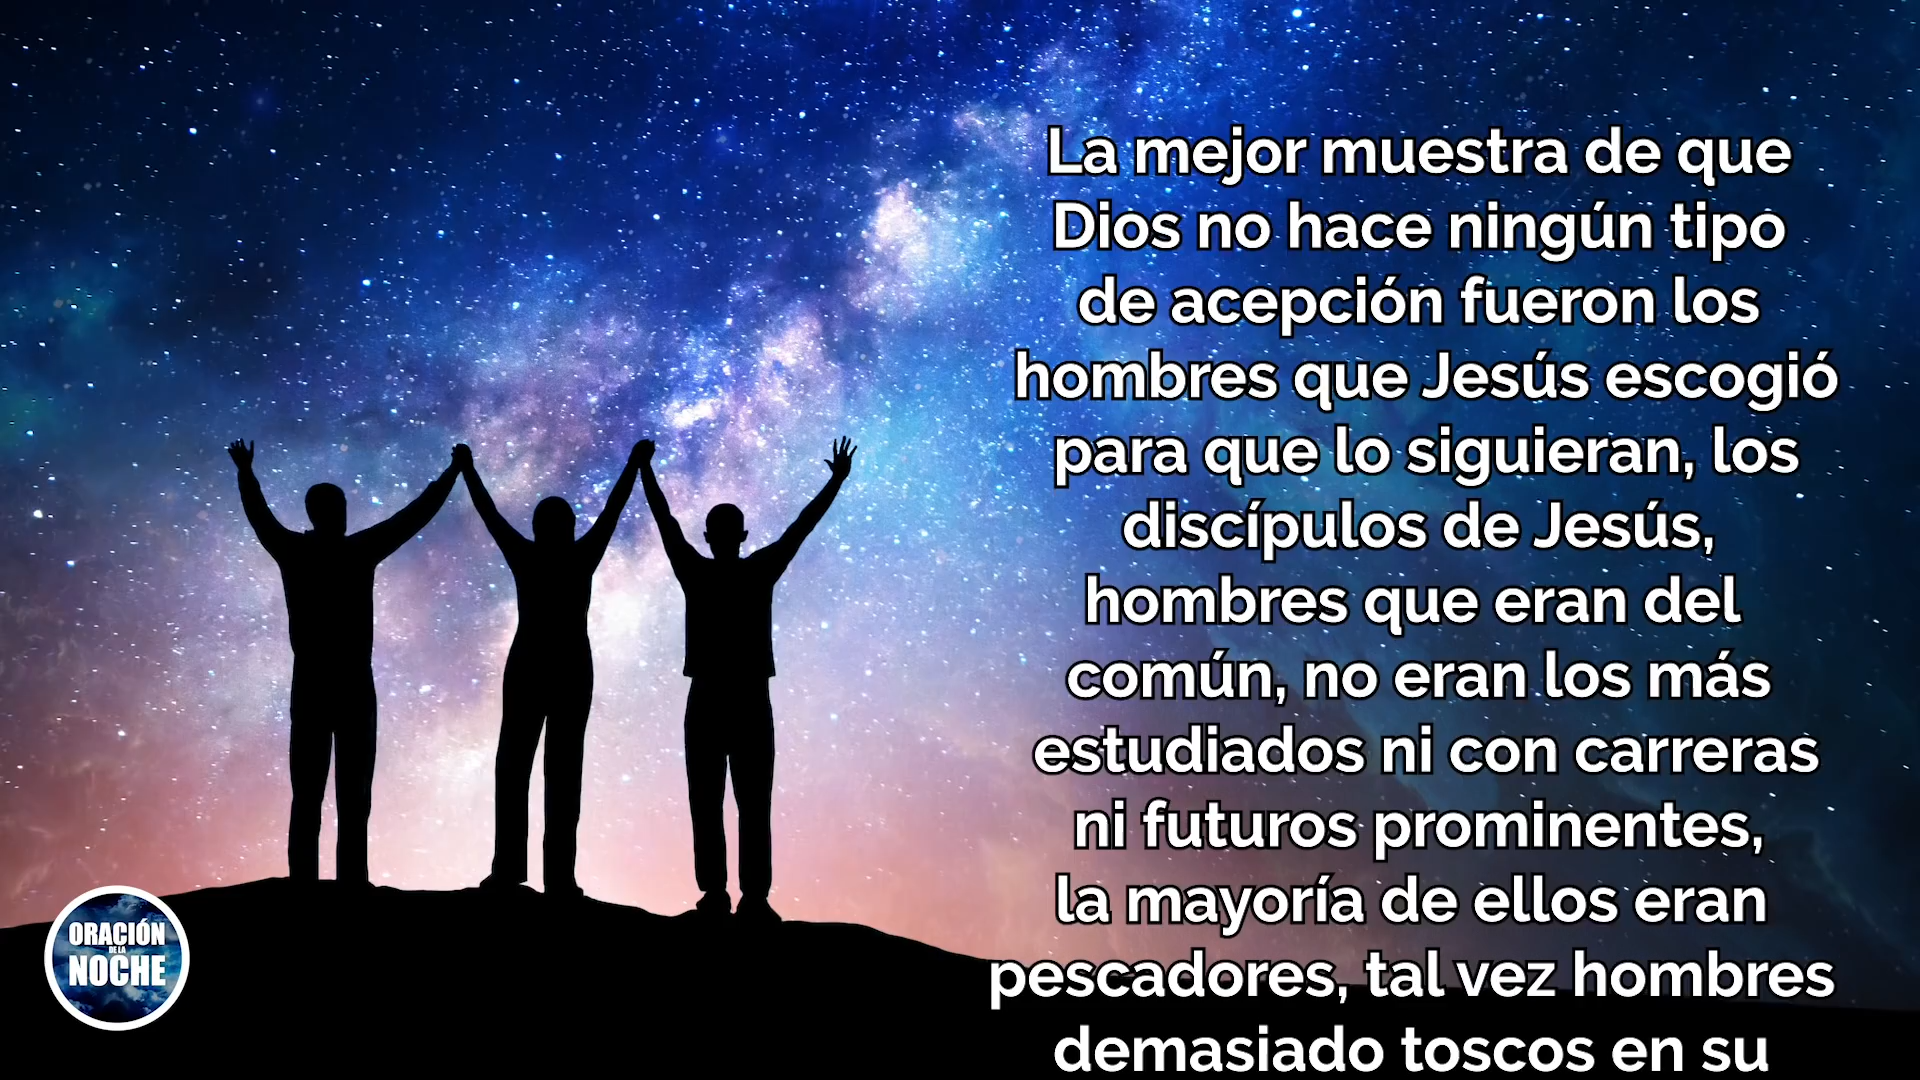 La mejor muestra de que
Dios no hace ningún tipo
de acepción fueron los
hombres que Jesús escogió
para que lo siguieran, los
discípulos de Jesús,
hombres que eran del
común, no eran los más
estudiados ni con carreras
ni futuros prominentes,
la mayoría de ellos eran
pescadores, tal vez hombres
demasiado toscos en su
ORACIÓN
DE LA
NOCHE